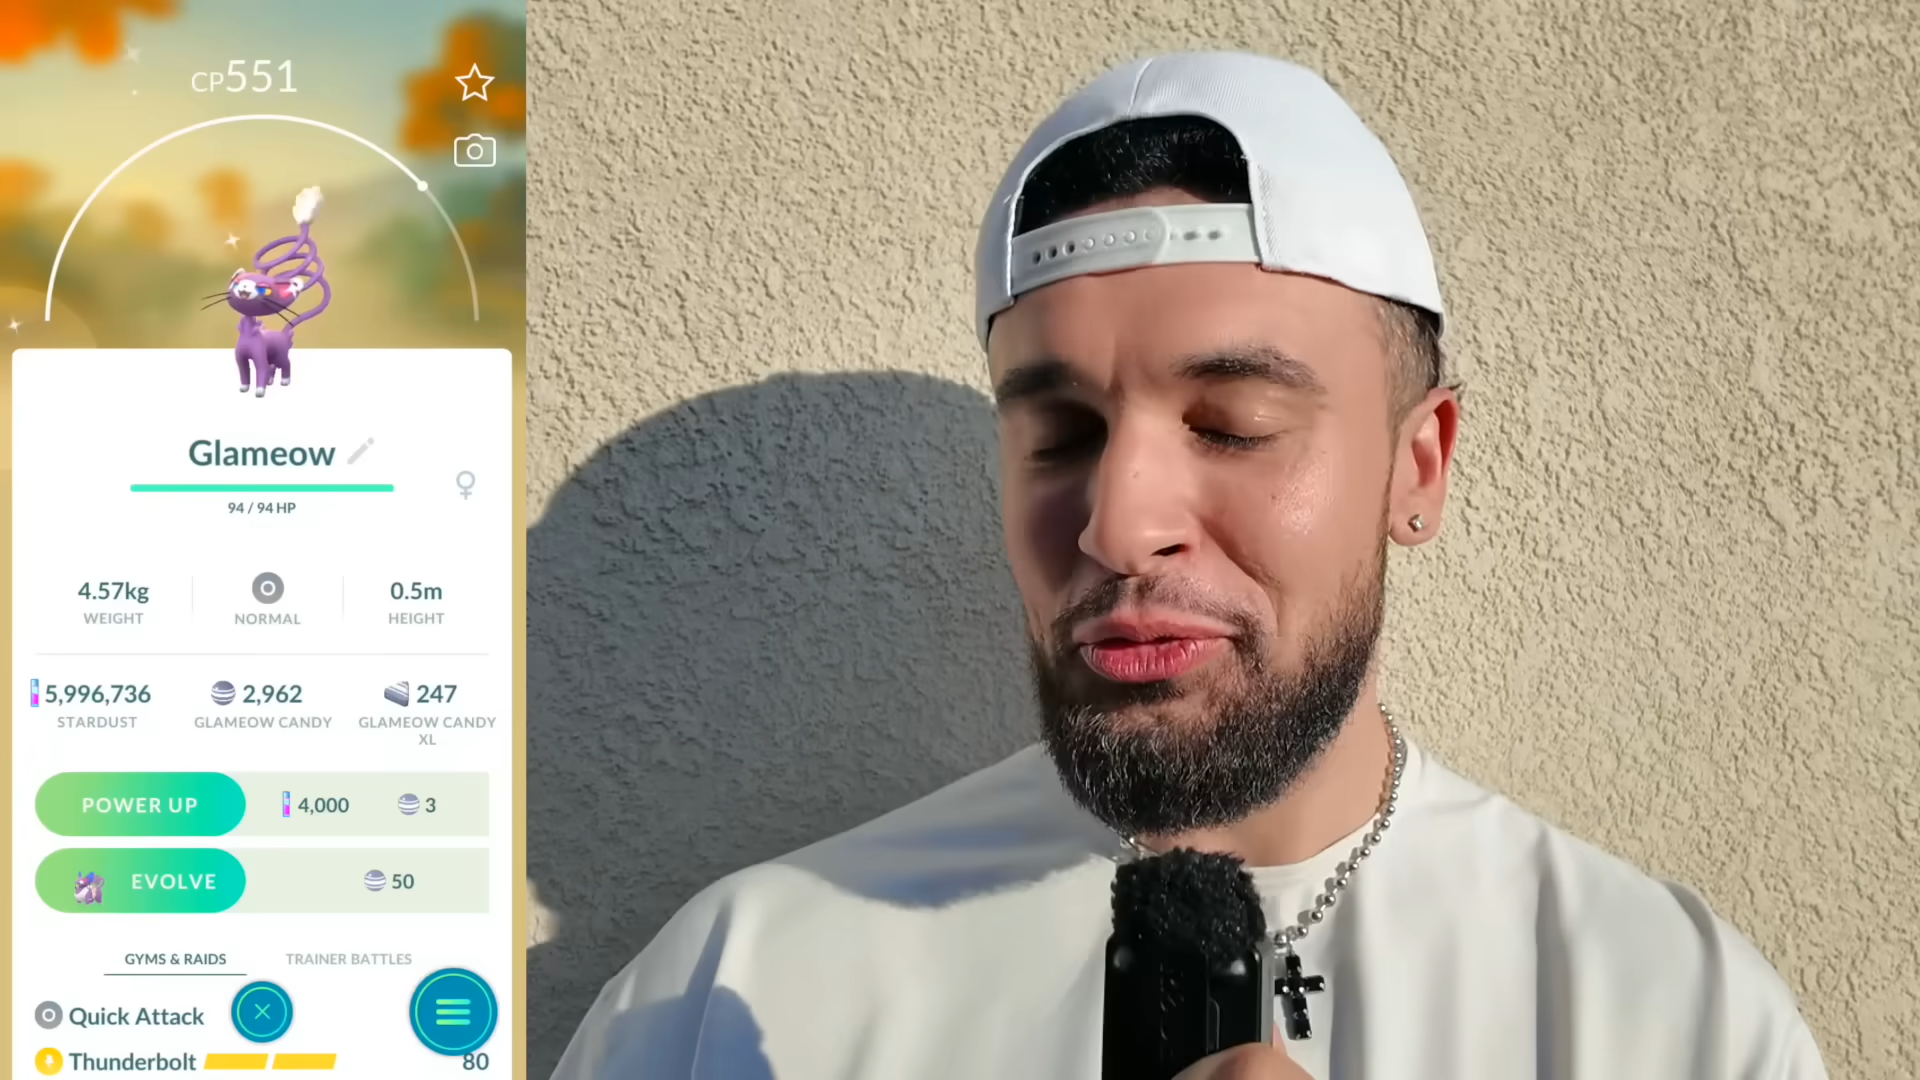 CP551
Glameow
94 / 94 HP
4.57kg
WEIGHT
NORMAL
0.5m
HEIGHT
5,996,736
STARDUST
2,962
GLAMEOW CANDY
247
GLAMEOW CANDY
XL
POWER UP 4,000 3
EVOLVE 50
GYMS & RAIDS TRAINER BATTLES
Quick Attack
Thunderbolt 80